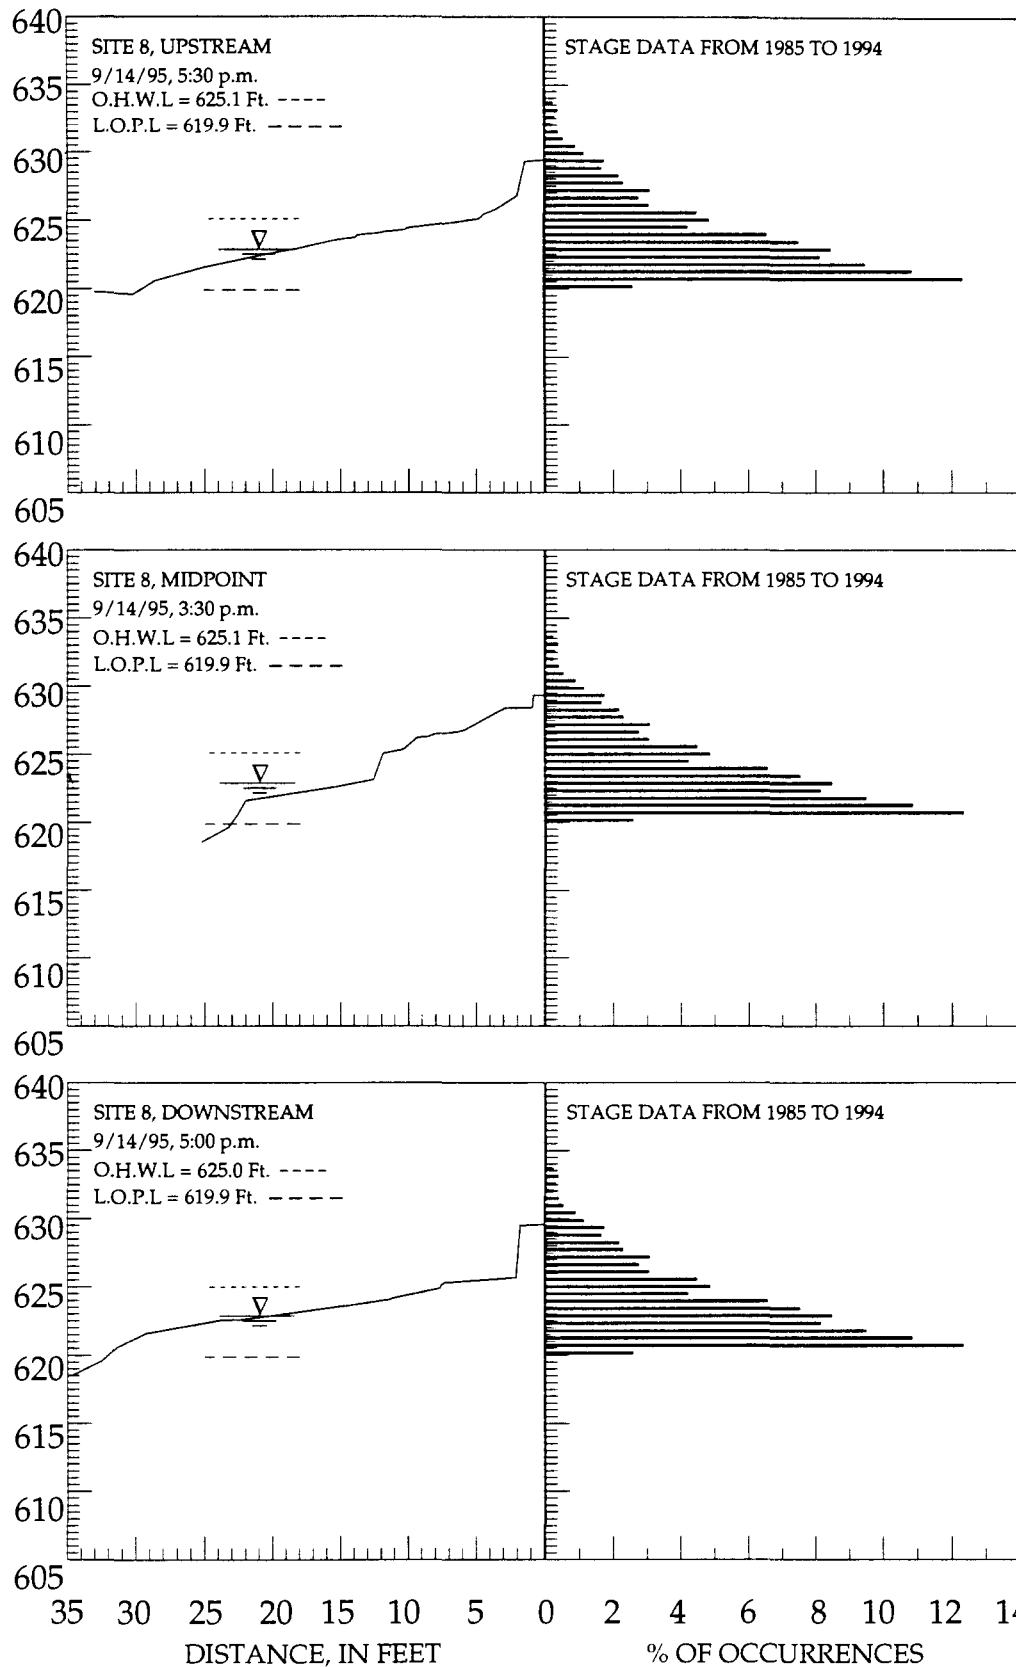 640
SITE 8, UPSTREAM
STAGE DATA FROM 1985 TO 1994
9/14/95, 5:30 p.m.
635
O.H.W.L = 625.1 Ft. ----
L.O.P.L = 619.9 Ft. — — — —
630
625
620
615
610
605
640
SITE 8, MIDPOINT
STAGE DATA FROM 1985 TO 1994
9/14/95, 3:30 p.m.
635
O.H.W.L = 625.1 Ft. ----
L.O.P.L = 619.9 Ft. — — — —
630
625
620
615
610
605
640
SITE 8, DOWNSTREAM
STAGE DATA FROM 1985 TO 1994
9/14/95, 5:00 p.m.
635
O.H.W.L = 625.0 Ft. ----
L.O.P.L = 619.9 Ft. — — — —
630
625
620
615
610
605
35 30 25 20 15 10 5 0 2 4 6 8 10 12 14
DISTANCE, IN FEET
% OF OCCURRENCES